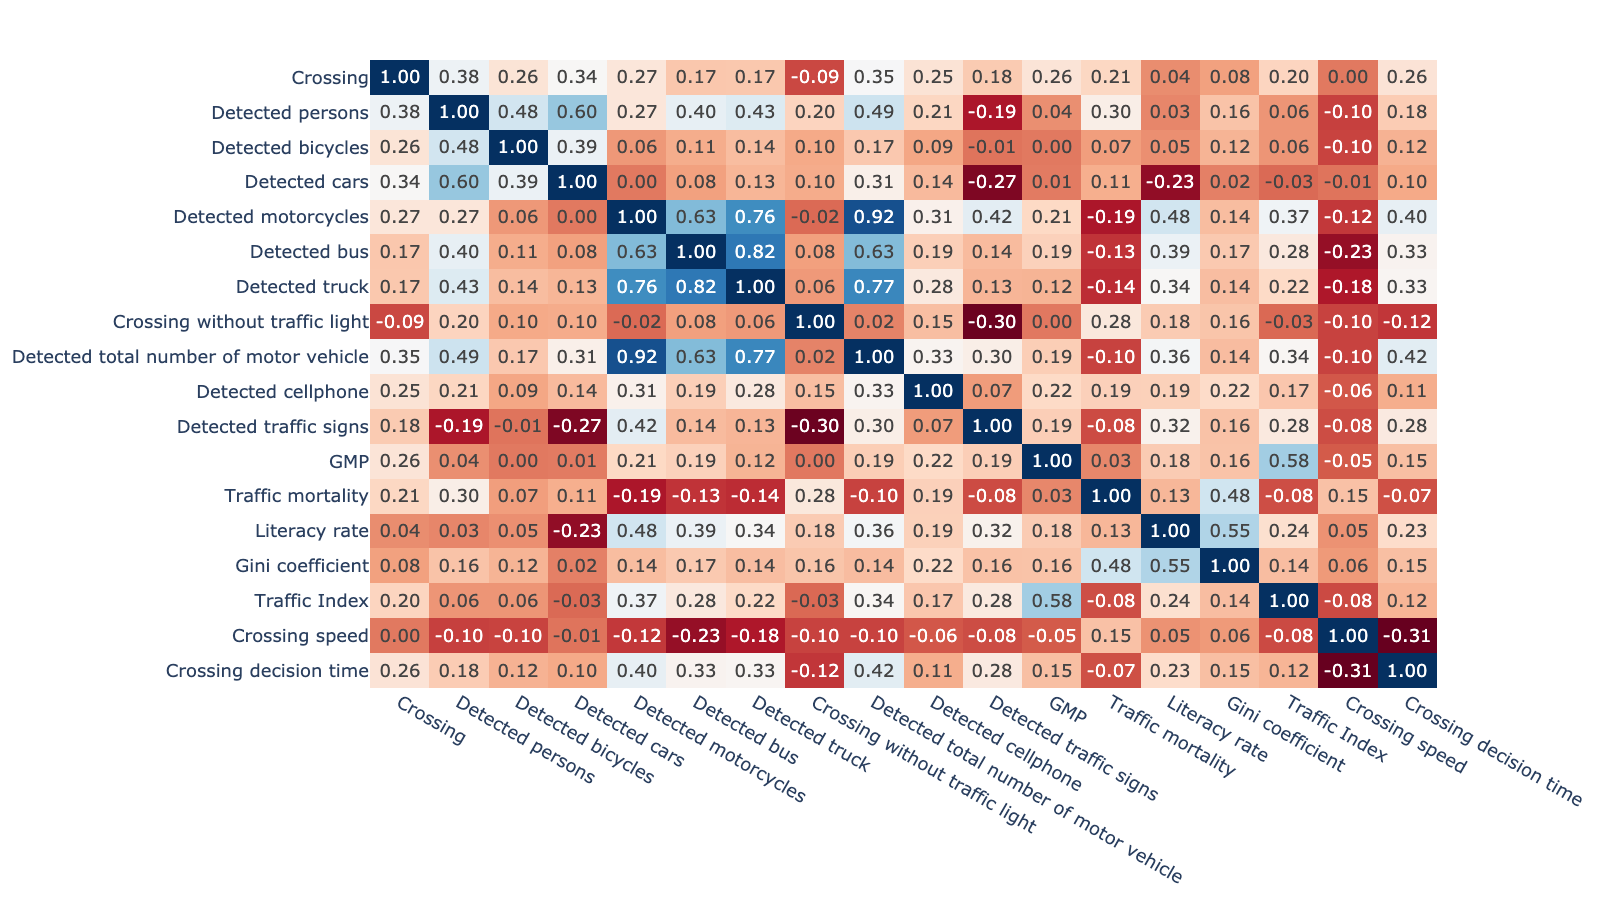 Crossing 1.00 0.38 0.26 0.34 0.27 0.17 0.17 -0.09 0.35 0.25 0.18 0.26 0.21 0.04 0.08 0.20 0.00 0.26
Detected persons 0.38 1.00 0.48 0.60 0.27 0.40 0.43 0.20 0.49 0.21 -0.19 0.04 0.30 0.03 0.16 0.06 -0.10 0.18
Detected bicycles 0.26 0.48 1.00 0.39 0.06 0.11 0.14 0.10 0.17 0.09 -0.01 0.00 0.07 0.05 0.12 0.06 -0.10 0.12
Detected cars 0.34 0.60 0.39 1.00 0.00 0.08 0.13 0.10 0.31 0.14 -0.27 0.01 0.11 -0.23 0.02 -0.03 -0.01 0.10
Detected motorcycles 0.27 0.27 0.06 0.00 1.00 0.63 0.76 -0.02 0.92 0.31 0.42 0.21 -0.19 0.48 0.14 0.37 -0.12 0.40
Detected bus 0.17 0.40 0.11 0.08 0.63 1.00 0.82 0.08 0.63 0.19 0.14 0.19 -0.13 0.39 0.17 0.28 -0.23 0.33
Detected truck 0.17 0.43 0.14 0.13 0.76 0.82 1.00 0.06 0.77 0.28 0.13 0.12 -0.14 0.34 0.14 0.22 -0.18 0.33
Crossing without traffic light -0.09 0.20 0.10 0.10 -0.02 0.08 0.06 1.00 0.02 0.15 -0.30 0.00 0.28 0.18 0.16 -0.03 -0.10 -0.12
Detected total number of motor vehicle 0.35 0.49 0.17 0.31 0.92 0.63 0.77 0.02 1.00 0.33 0.30 0.19 -0.10 0.36 0.14 0.34 -0.10 0.42
Detected cellphone 0.25 0.21 0.09 0.14 0.31 0.19 0.28 0.15 0.33 1.00 0.07 0.22 0.19 0.19 0.22 0.17 -0.06 0.11
Detected traffic signs 0.18 -0.19 -0.01 -0.27 0.42 0.14 0.13 -0.30 0.30 0.07 1.00 0.19 -0.08 0.32 0.16 0.28 -0.08 0.28
GMP 0.26 0.04 0.00 0.01 0.21 0.19 0.12 0.00 0.19 0.22 0.19 1.00 0.03 0.18 0.16 0.58 -0.05 0.15
Traffic mortality 0.21 0.30 0.07 0.11 -0.19 -0.13 -0.14 0.28 -0.10 0.19 -0.08 0.03 1.00 0.13 0.48 -0.08 0.15 -0.07
Literacy rate 0.04 0.03 0.05 -0.23 0.48 0.39 0.34 0.18 0.36 0.19 0.32 0.18 0.13 1.00 0.55 0.24 0.05 0.23
Gini coefficient 0.08 0.16 0.12 0.02 0.14 0.17 0.14 0.16 0.14 0.22 0.16 0.16 0.48 0.55 1.00 0.14 0.06 0.15
Traffic Index 0.20 0.06 0.06 -0.03 0.37 0.28 0.22 -0.03 0.34 0.17 0.28 0.58 -0.08 0.24 0.14 1.00 -0.08 0.12
Crossing speed 0.00 -0.10 -0.10 -0.01 -0.12 -0.23 -0.18 -0.10 -0.10 -0.06 -0.08 -0.05 0.15 0.05 0.06 -0.08 1.00 -0.31
Crossing decision time 0.26 0.18 0.12 0.10 0.40 0.33 0.33 -0.12 0.42 0.11 0.28 0.15 -0.07 0.23 0.15 0.12 -0.31 1.00
Crossing
Detected persons
Detected bicycles
Detected cars
Detected motorcycles
Detected bus
Detected truck
Crossing without traffic light
Detected total number of motor vehicle
Detected cellphone
Detected traffic signs
GMP
Traffic mortality
Literacy rate
Gini coefficient
Traffic Index
Crossing speed
Crossing decision time